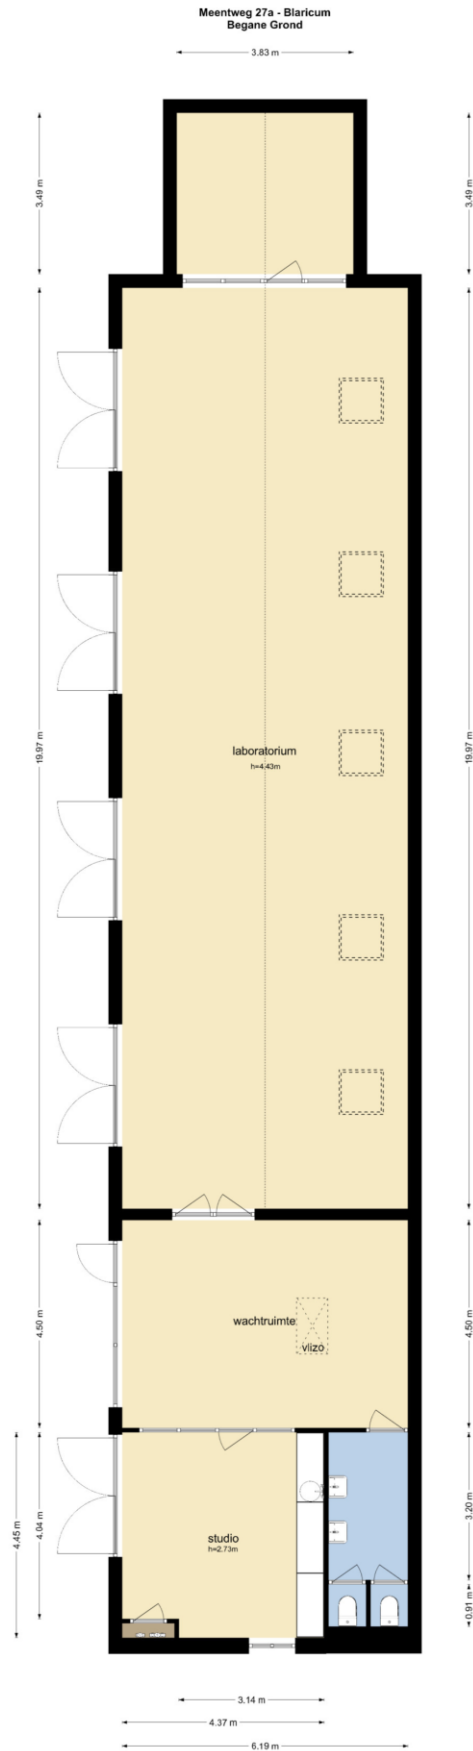 Meentweg 27a - Blaricum
Begane Grond
3.83 m
3.49 m
3.49 m
19.97 m
19.97 m
laboratorium
h=4.43m
4.50 m
4.50 m
wachtruimte
vlizo
4.45 m
4.04 m
3.20 m
studio
h=2.73m
0.91 m
3.14 m
4.37 m
6.19 m